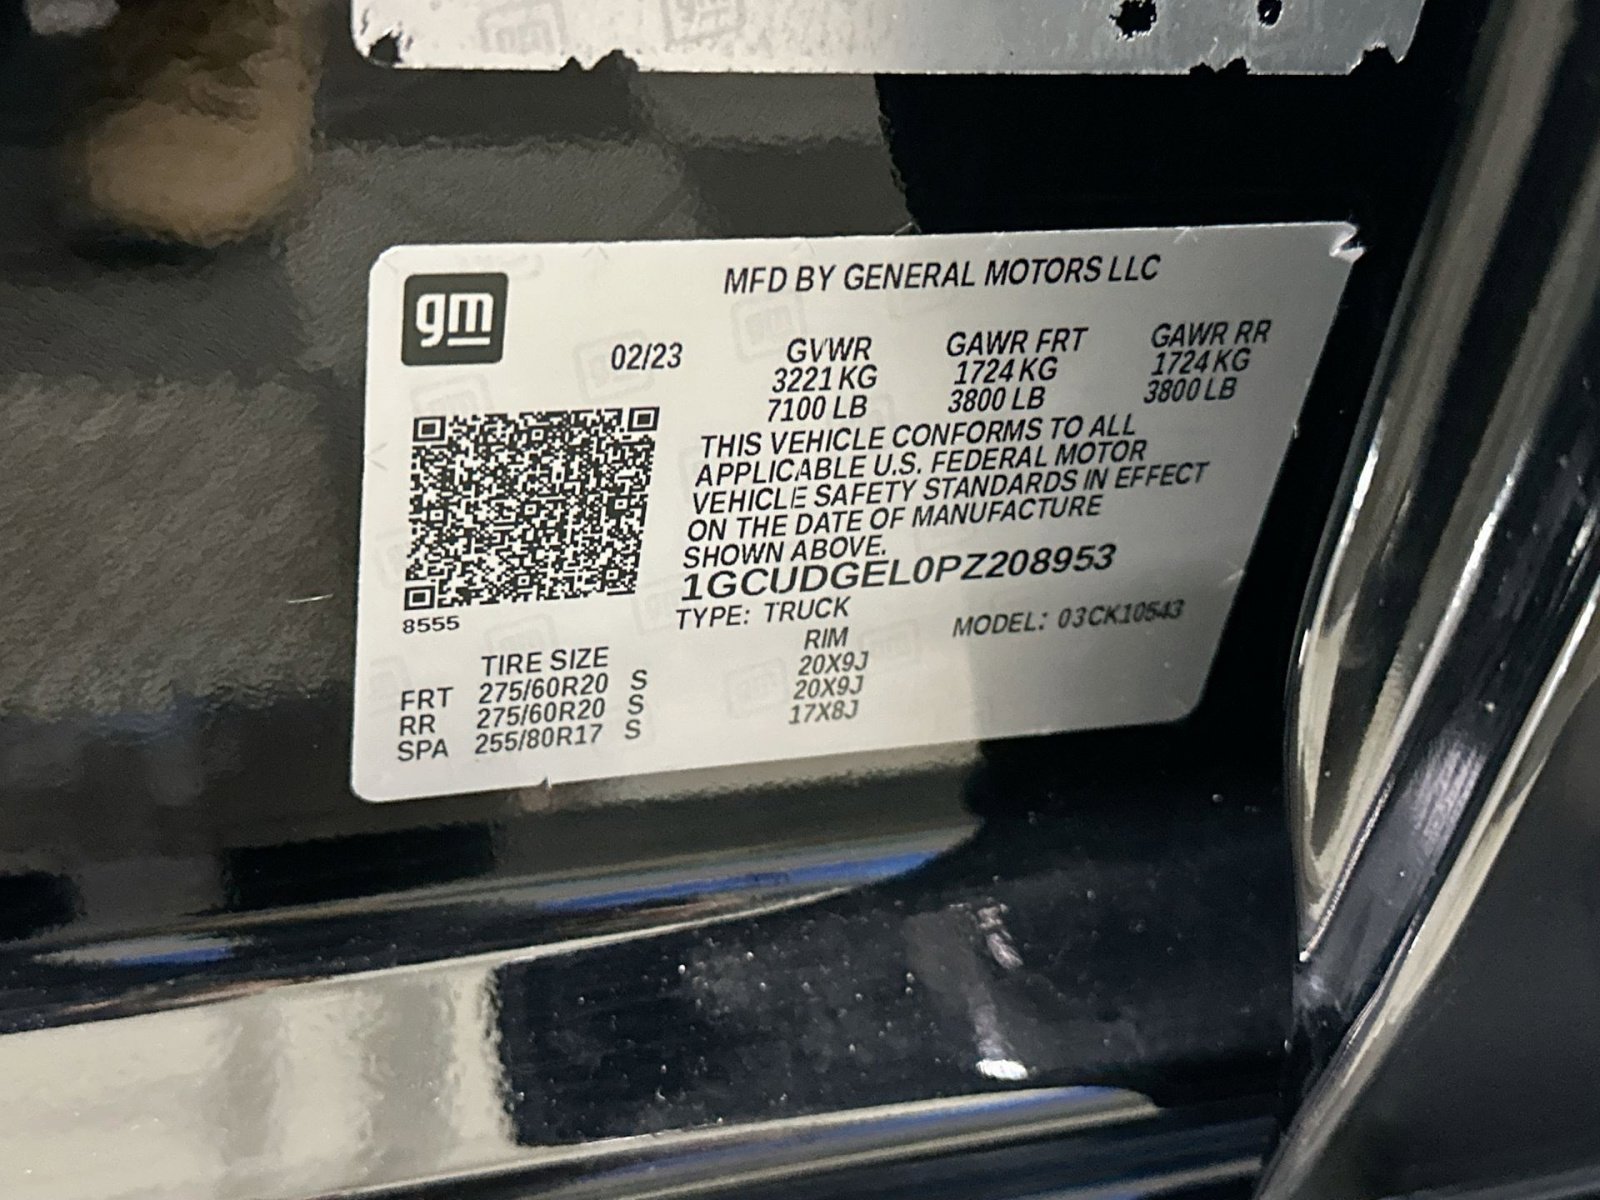 gm
MFD BY GENERAL MOTORS LLC
02/23
GVWR GAWR FRT GAWR RR
3221 KG 1724 KG 1724 KG
7100 LB 3800 LB 3800 LB
THIS VEHICLE CONFORMS TO ALL
APPLICABLE U.S. FEDERAL MOTOR
VEHICLE SAFETY STANDARDS IN EFFECT
ON THE DATE OF MANUFACTURE
SHOWN ABOVE.
1GCUDGEL0PZ208953
TYPE: TRUCK MODEL: 03CK10543
8555
TIRE SIZE RIM
FRT 275/60R20 S 20X9J
RR 275/60R20 S 20X9J
SPA 255/80R17 S 17X8J